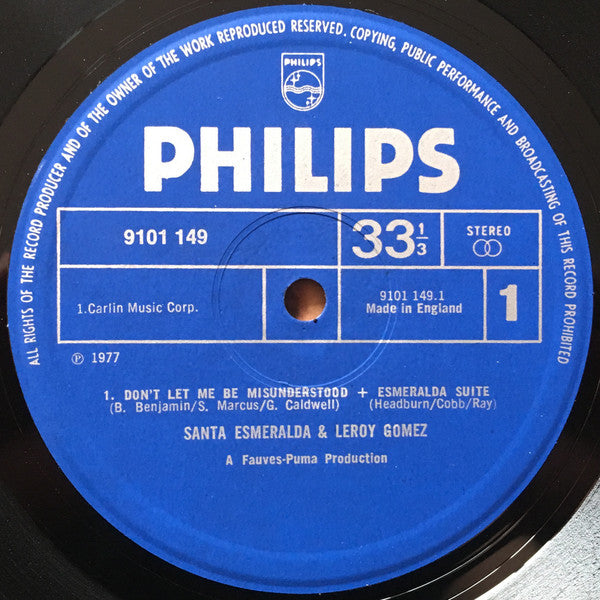 ALL RIGHTS OF THE RECORD PRODUCER AND OF THE OWNER OF THE WORK REPRODUCED RESERVED. COPYING, PUBLIC PERFORMANCE AND BROADCASTING OF THIS RECORD PROHIBITED
PHILIPS
PHILIPS
9101 149
33 1/3
STEREO
1.Carlin Music Corp.
9101 149.1
Made in England
1
℗ 1977
1. DON'T LET ME BE MISUNDERSTOOD + ESMERALDA SUITE
(B. Benjamin/S. Marcus/G. Caldwell) (Headburn/Cobb/Ray)
SANTA ESMERALDA & LEROY GOMEZ
A Fauves-Puma Production